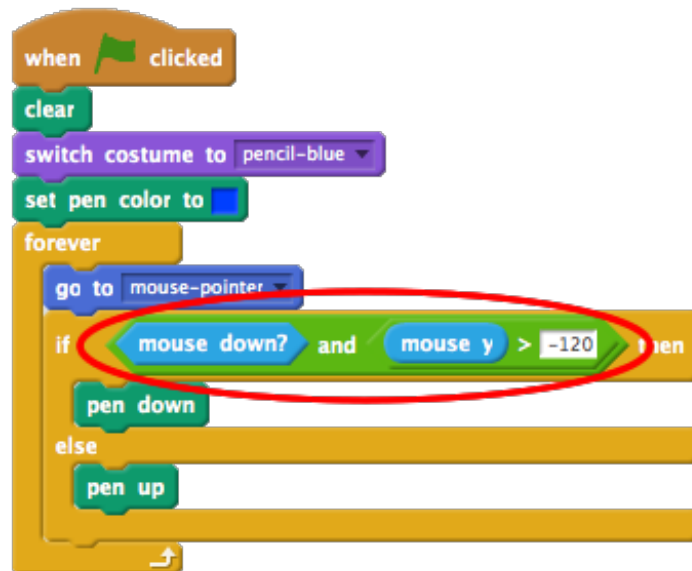 when clicked
clear
switch costume to pencil-blue
set pen color to
forever
go to mouse-pointer
if mouse down? and mouse y > -120 then
pen down
else
pen up